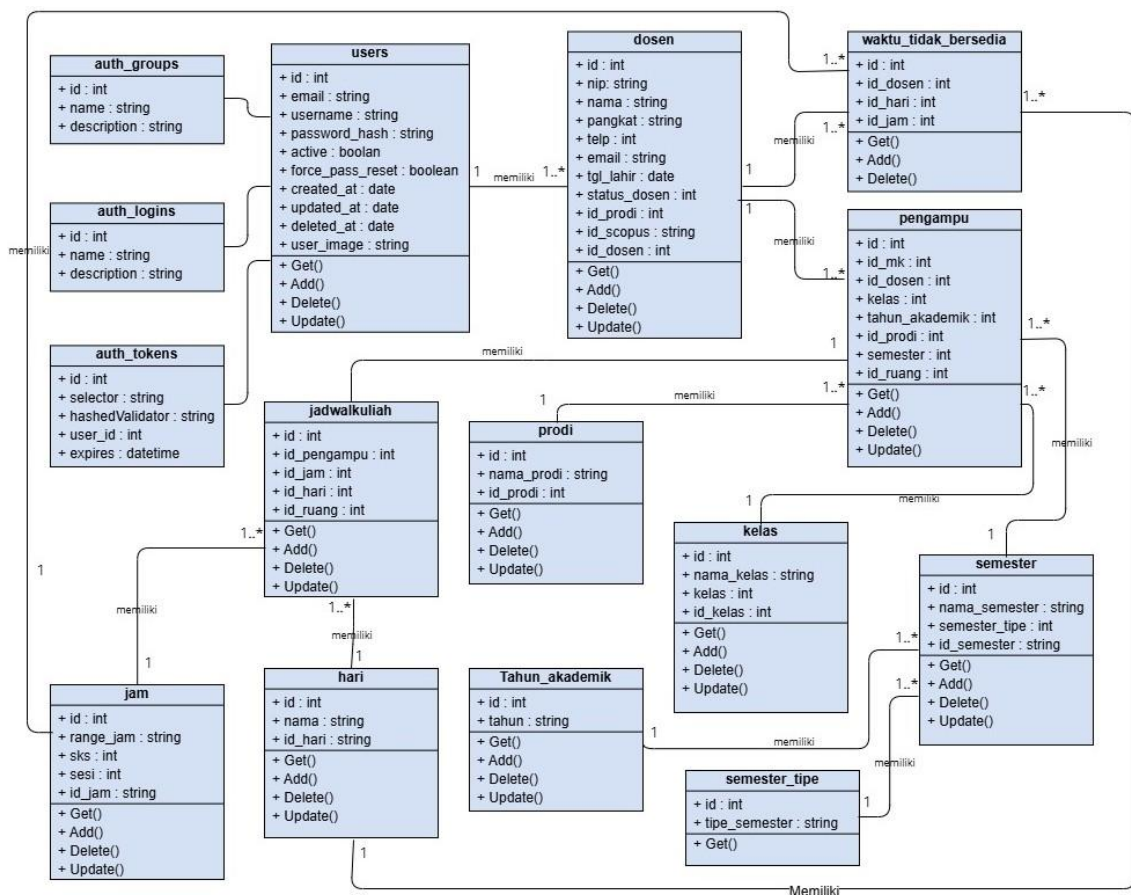 auth_groups
+ id : int
+ name : string
+ description : string
auth_logins
+ id : int
+ name : string
+ description : string
auth_tokens
+ id : int
+ selector : string
+ hashedValidator : string
+ user_id : int
+ expires : datetime
users
+ id : int
+ email : string
+ username : string
+ password_hash : string
+ active : boolan
+ force_pass_reset : boolean
+ created_at : date
+ updated_at : date
+ deleted_at : date
+ user_image : string
+ Get()
+ Add()
+ Delete()
+ Update()
1
memiliki
1..*
dosen
+ id : int
+ nip: string
+ nama : string
+ pangkat : string
+ telp : int
+ email : string
+ tgl_lahir : date
+ status_dosen : int
+ id_prodi : int
+ id_scopus : string
+ id_dosen : int
+ Get()
+ Add()
+ Delete()
+ Update()
1
memiliki
1..*
1
memiliki
1..*
waktu_tidak_bersedia
+ id : int
+ id_dosen : int
+ id_hari : int
+ id_jam : int
+ Get()
+ Add()
+ Delete()
1..*
1..*
memiliki
1
pengampu
+ id : int
+ id_mk : int
+ id_dosen : int
+ kelas : int
+ tahun_akademik : int
+ id_prodi : int
+ semester : int
+ id_ruang : int
+ Get()
+ Add()
+ Delete()
+ Update()
memiliki
1
1
memiliki
1..*
1..*
memiliki
1
1..*
memiliki
1
jadwalkuliah
+ id : int
+ id_pengampu : int
+ id_jam : int
+ id_hari : int
+ id_ruang : int
+ Get()
+ Add()
+ Delete()
+ Update()
1..*
memiliki
1
1..*
memiliki
1
prodi
+ id : int
+ nama_prodi : string
+ id_prodi : int
+ Get()
+ Add()
+ Delete()
+ Update()
kelas
+ id : int
+ nama_kelas : string
+ kelas : int
+ id_kelas : int
+ Get()
+ Add()
+ Delete()
+ Update()
semester
+ id : int
+ nama_semester : string
+ semester_tipe : int
+ id_semester : string
+ Get()
+ Add()
+ Delete()
+ Update()
1..*
1..*
jam
+ id : int
+ range_jam : string
+ sks : int
+ sesi : int
+ id_jam : string
+ Get()
+ Add()
+ Delete()
+ Update()
hari
+ id : int
+ nama : string
+ id_hari : string
+ Get()
+ Add()
+ Delete()
+ Update()
Tahun_akademik
+ id : int
+ tahun : string
+ Get()
+ Add()
+ Delete()
+ Update()
1
memiliki
semester_tipe
+ id : int
+ tipe_semester : string
+ Get()
1
memiliki
1
Memiliki